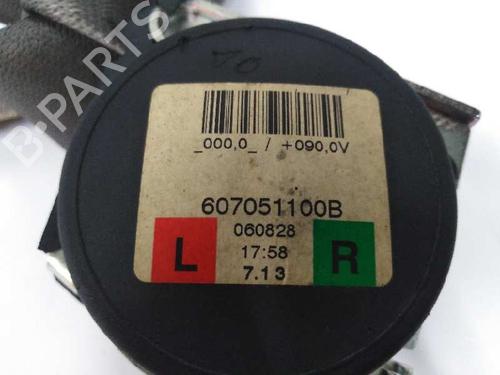 _000,0_ / +090,0V
607051100B
060828
L
17:58
R
7.13
B-PARTS